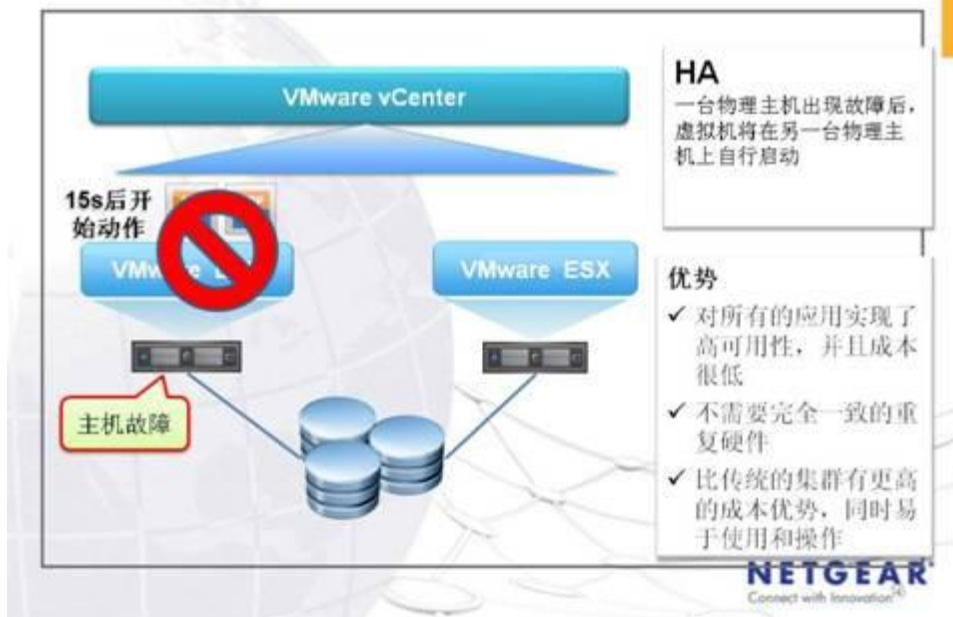 VMware vCenter
HA
一台物理主机出现故障后,
虚拟机将在另一台物理主
机上自行启动
15s后开
始动作
VMware
VMware ESX
主机故障
优势
✓ 对所有的应用实现了
高可用性，并且成本
很低
✓ 不需要完全一致的重
复硬件
✓ 比传统的集群有更高
的成本优势，同时易
于使用和操作
NETGEAR
Connect with Innovation